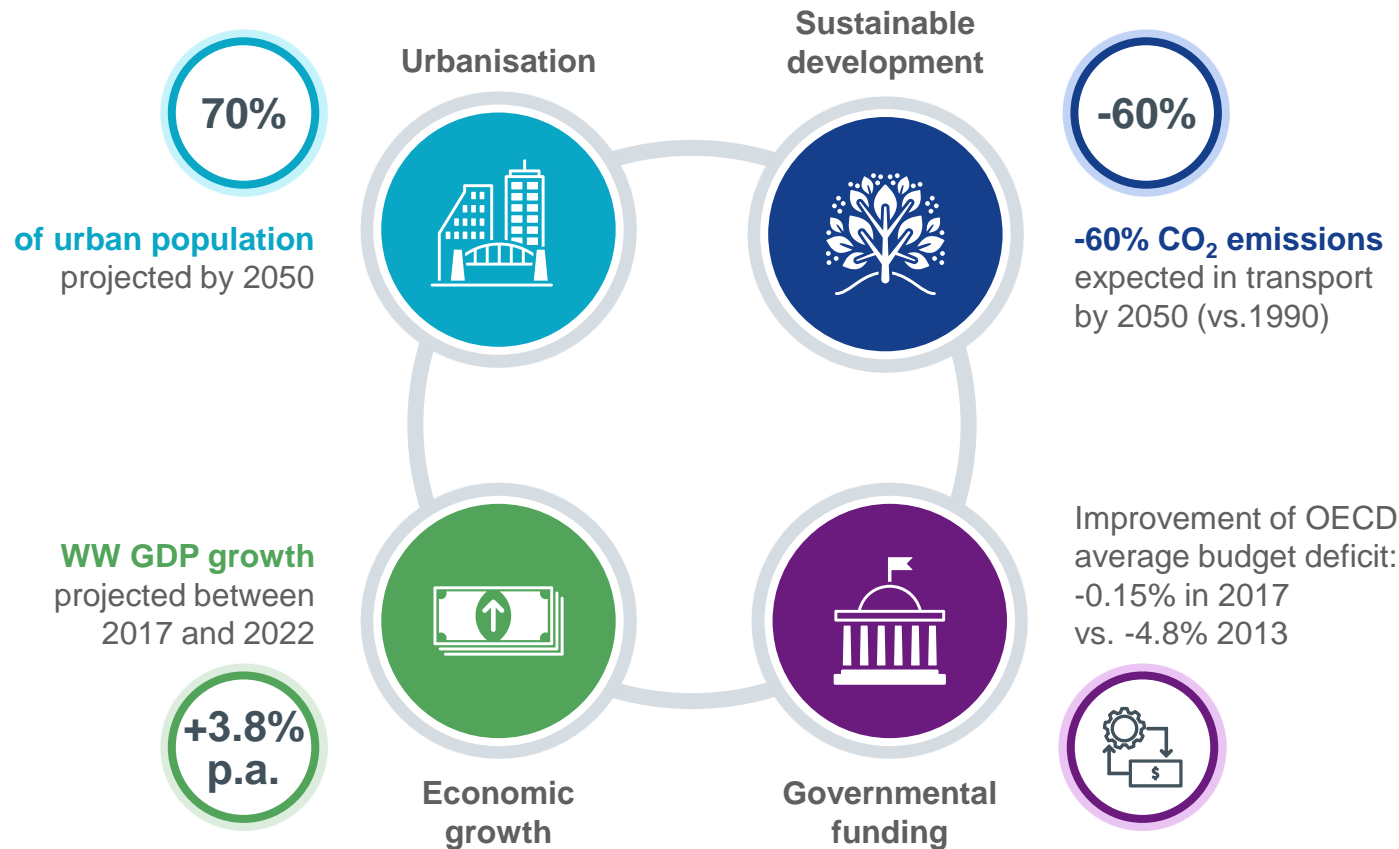 Urbanisation
70%
of urban population
projected by 2050
Sustainable
development
-60%
-60% CO₂ emissions
expected in transport
by 2050 (vs.1990)
WW GDP growth
projected between
2017 and 2022
+3.8%
p.a.
Economic
growth
Improvement of OECD
average budget deficit:
-0.15% in 2017
vs. -4.8% 2013
$
Governmental
funding